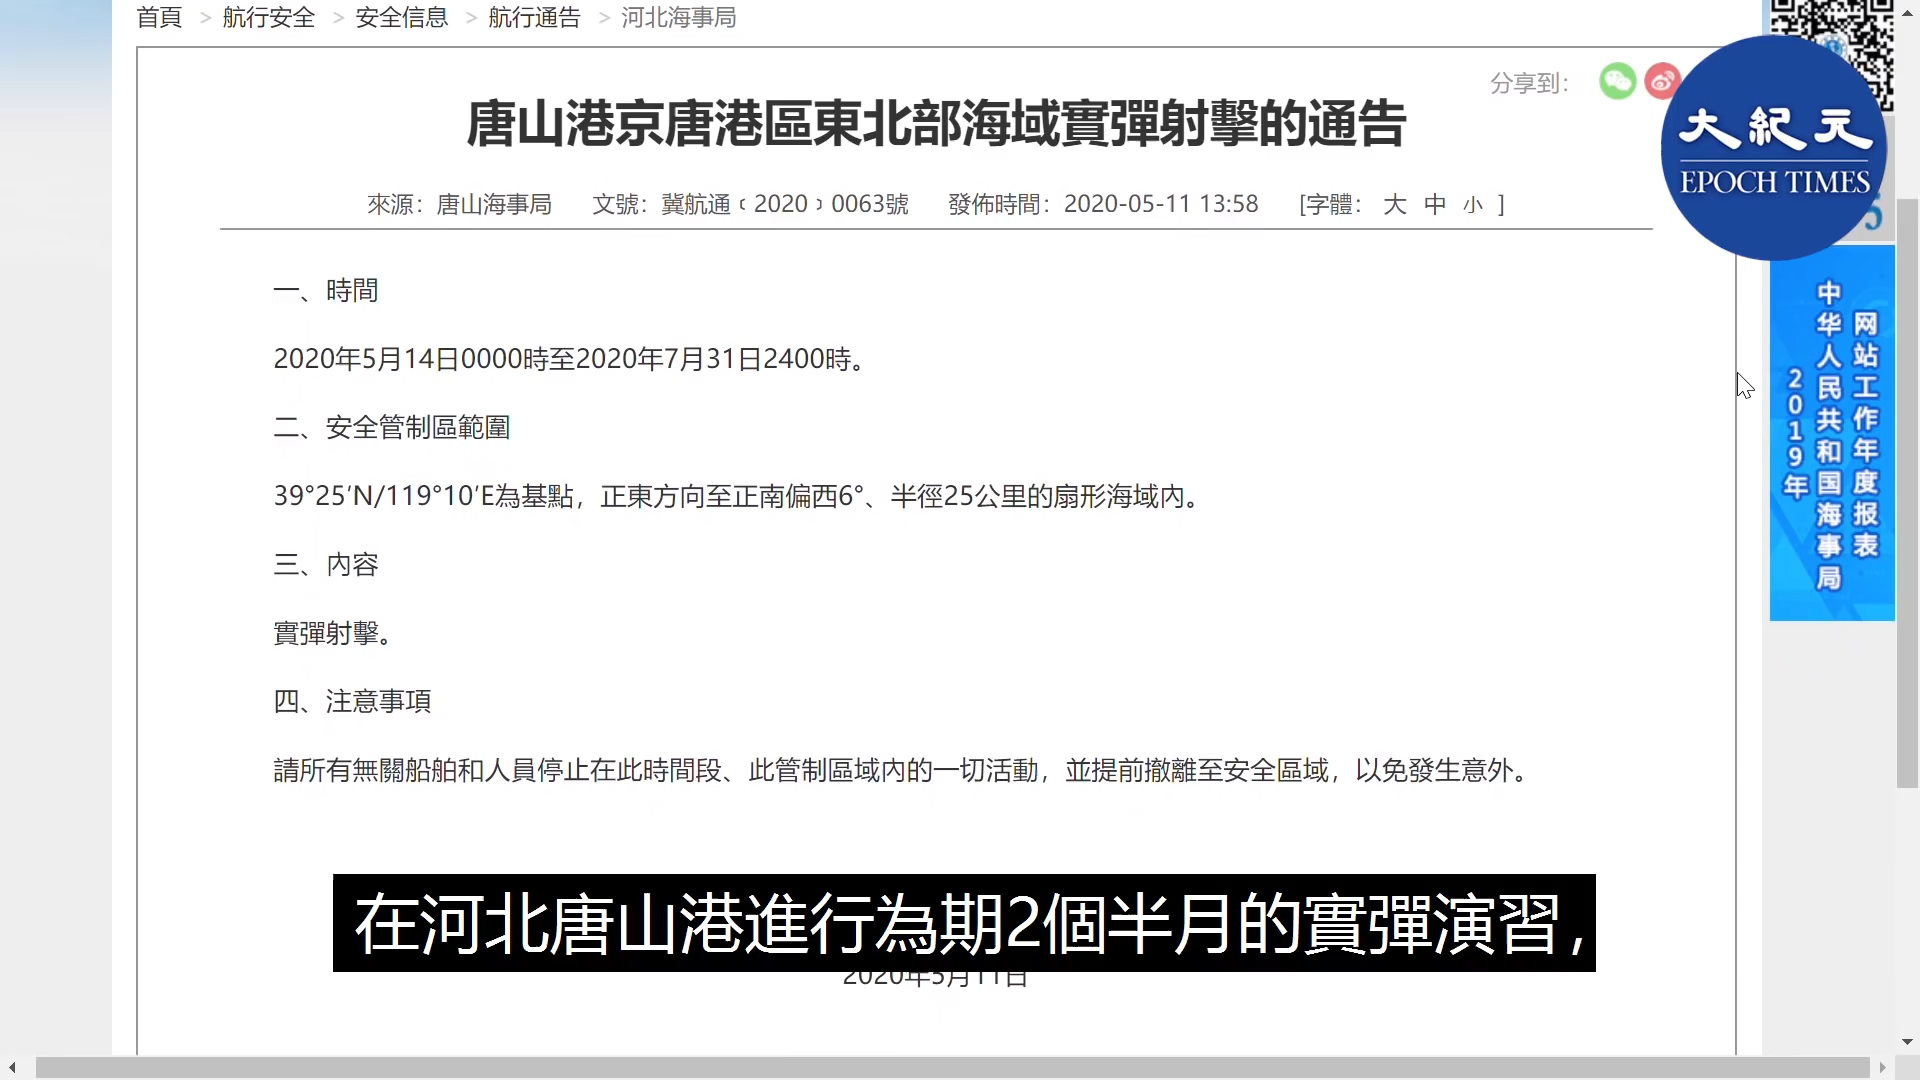 首頁 > 航行安全 > 安全信息 > 航行通告 > 河北海事局
分享到：
唐山港京唐港區東北部海域實彈射擊的通告
來源：唐山海事局 文號：冀航通﹝2020﹞0063號 發佈時間：2020-05-11 13:58 [字體： 大 中 小 ]
大紀元
EPOCH TIMES
5
一、時間
2020年5月14日0000時至2020年7月31日2400時。
二、安全管制區範圍
39°25′N/119°10′E為基點，正東方向至正南偏西6°、半徑25公里的扇形海域內。
三、內容
實彈射擊。
四、注意事項
請所有無關船舶和人員停止在此時間段、此管制區域內的一切活動，並提前撤離至安全區域，以免發生意外。
2019年
中华人民共和国海事局
网站工作年度报表
在河北唐山港進行為期2個半月的實彈演習，
2020年5月11日